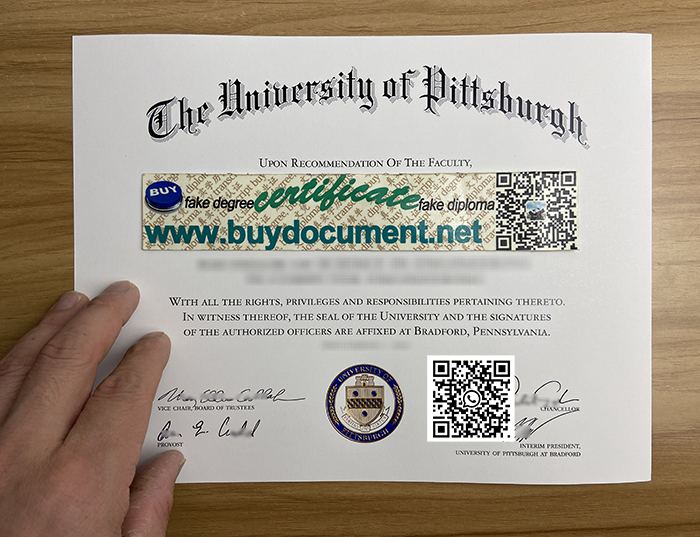 The University of Pittsburgh
UPON RECOMMENDATION OF THE FACULTY,
BUY
fake degree certificate fake diploma
www.buydocument.net
WITH ALL THE RIGHTS, PRIVILEGES AND RESPONSIBILITIES PERTAINING THERETO.
IN WITNESS THEREOF, THE SEAL OF THE UNIVERSITY AND THE SIGNATURES
OF THE AUTHORIZED OFFICERS ARE AFFIXED AT BRADFORD, PENNSYLVANIA.
VICE CHAIR, BOARD OF TRUSTEES
CHANCELLOR
UNIVERSITY OF
PITTSBURGH
PROVOST
INTERIM PRESIDENT,
UNIVERSITY OF PITTSBURGH AT BRADFORD